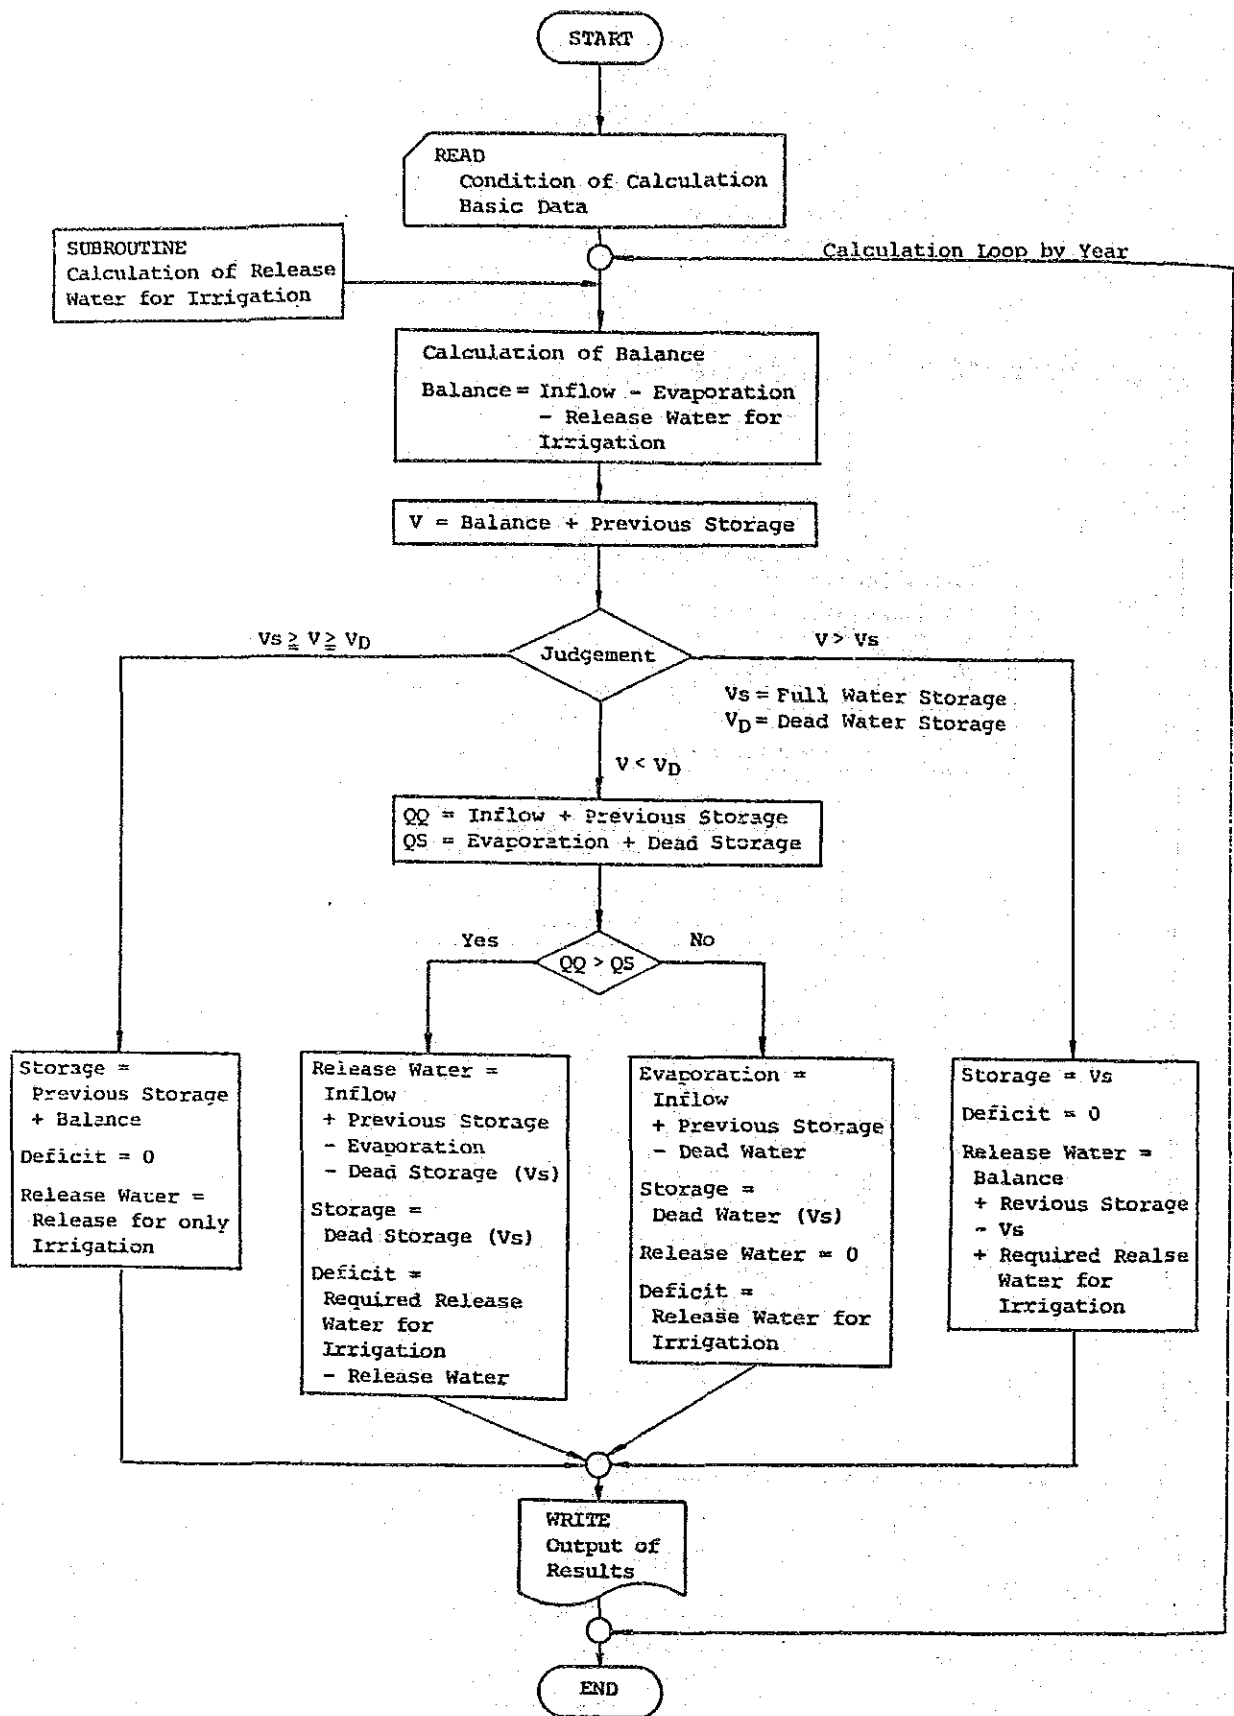 START
READ
Condition of Calculation
Basic Data
SUBROUTINE
Calculation of Release
Water for Irrigation
Calculation Loop by Year
Calculation of Balance
Balance = Inflow - Evaporation
- Release Water for
Irrigation
V = Balance + Previous Storage
Vs ≧ V ≧ VD
Judgement
V > Vs
Vs = Full Water Storage
VD = Dead Water Storage
V < VD
QQ = Inflow + Previous Storage
QS = Evaporation + Dead Storage
Yes
QQ > QS
No
Storage =
Previous Storage
+ Balance
Deficit = 0
Release Water =
Release for only
Irrigation
Release Water =
Inflow
+ Previous Storage
- Evaporation
- Dead Storage (Vs)
Storage =
Dead Storage (Vs)
Deficit =
Required Release
Water for
Irrigation
- Release Water
Evaporation =
Inflow
+ Previous Storage
- Dead Water
Storage =
Dead Water (Vs)
Release Water = 0
Deficit =
Release Water for
Irrigation
Storage = Vs
Deficit = 0
Release Water =
Balance
+ Revious Storage
- Vs
+ Required Realse
Water for
Irrigation
WRITE
Output of
Results
END